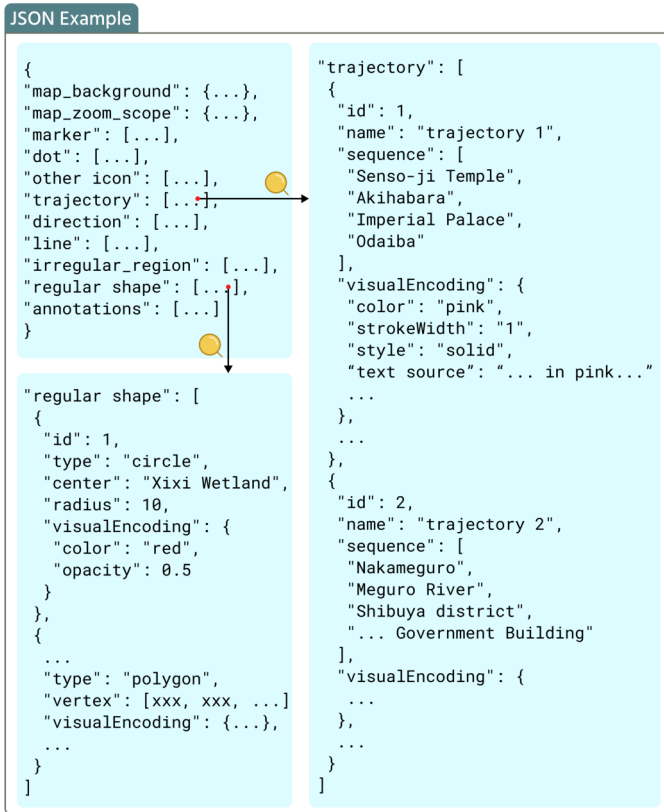 JSON Example
{
"map_background": {...},
"map_zoom_scope": {...},
"marker": [...],
"dot": [...],
"other icon": [...],
"trajectory": [...],
"direction": [...],
"line": [...],
"irregular_region": [...],
"regular shape": [...],
"annotations": [...]
}
"regular shape": [
{
"id": 1,
"type": "circle",
"center": "Xixi Wetland",
"radius": 10,
"visualEncoding": {
"color": "red",
"opacity": 0.5
}
},
{
...
"type": "polygon",
"vertex": [xxx, xxx, ...]
"visualEncoding": {...},
...
}
]
"trajectory": [
{
"id": 1,
"name": "trajectory 1",
"sequence": [
"Senso-ji Temple",
"Akihabara",
"Imperial Palace",
"Odaiba"
],
"visualEncoding": {
"color": "pink",
"strokeWidth": "1",
"style": "solid",
“text source”: “... in pink...”
...
},
...
},
{
"id": 2,
"name": "trajectory 2",
"sequence": [
"Nakameguro",
"Meguro River",
"Shibuya district",
"... Government Building"
],
"visualEncoding": {
...
},
...
}
]